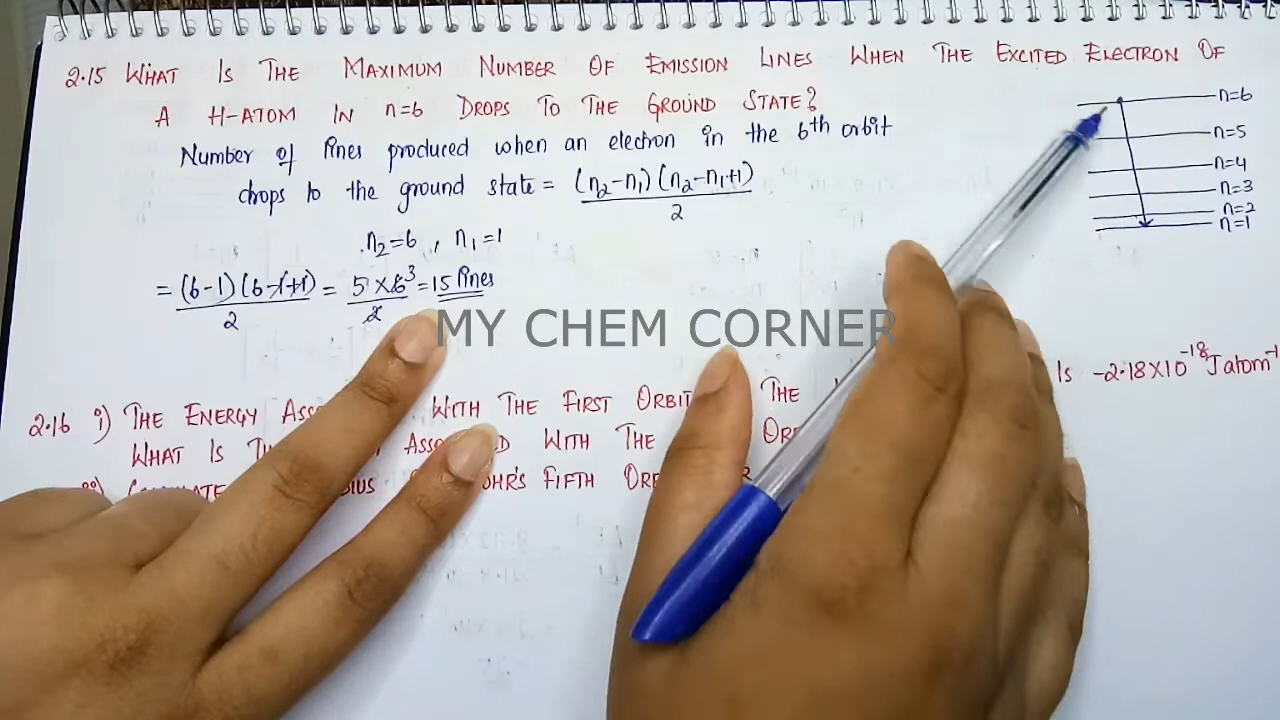 2.15 WHAT IS THE MAXIMUM NUMBER OF EMISSION LINES WHEN THE EXCITED ELECTRON OF
A H-ATOM IN n=6 DROPS TO THE GROUND STATE?
Number of lines produced when an electron in the 6th orbit
drops to the ground state = (n2-n1) (n2-n1+1)
2
n2=6 , n1=1
= (6-1) (6-1+1) = 5 x 6 3 = 15 lines
2 2
n=6
n=5
n=4
n=3
n=2
n=1
MY CHEM CORNER
2.16 i) THE ENERGY WITH THE FIRST ORBIT THE IS -2.18X10-18 J atom-1
WHAT IS WITH THE
FIFTH